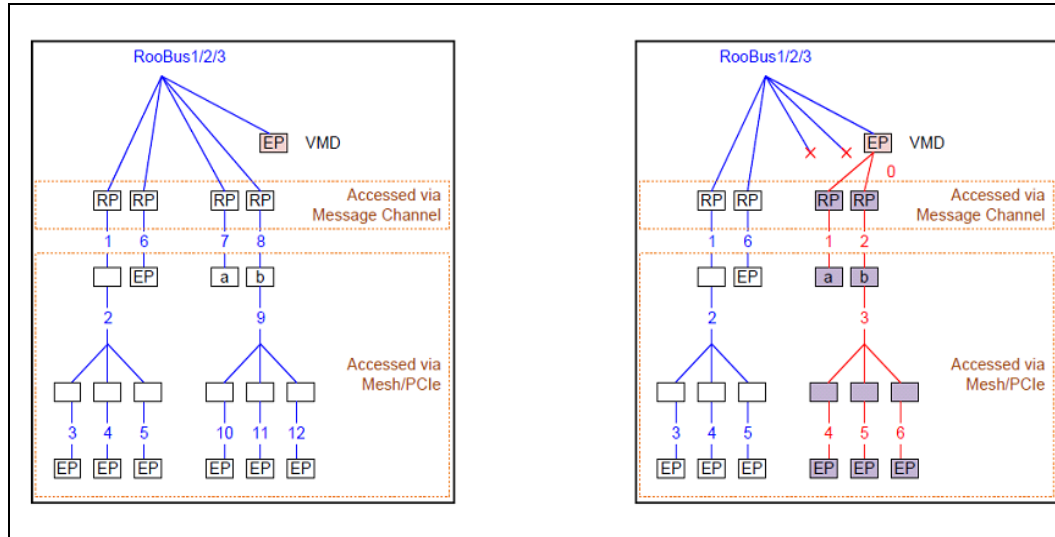 RooBus1/2/3
EP VMD
RP RP RP RP
Accessed via
Message Channel
1 6 7 8
EP a b
2 9
Accessed via
Mesh/PCIe
3 4 5 10 11 12
EP EP EP EP EP EP
RooBus1/2/3
EP VMD
0
RP RP RP RP
Accessed via
Message Channel
1 6 1 2
EP a b
2 3
Accessed via
Mesh/PCIe
3 4 5 4 5 6
EP EP EP EP EP EP